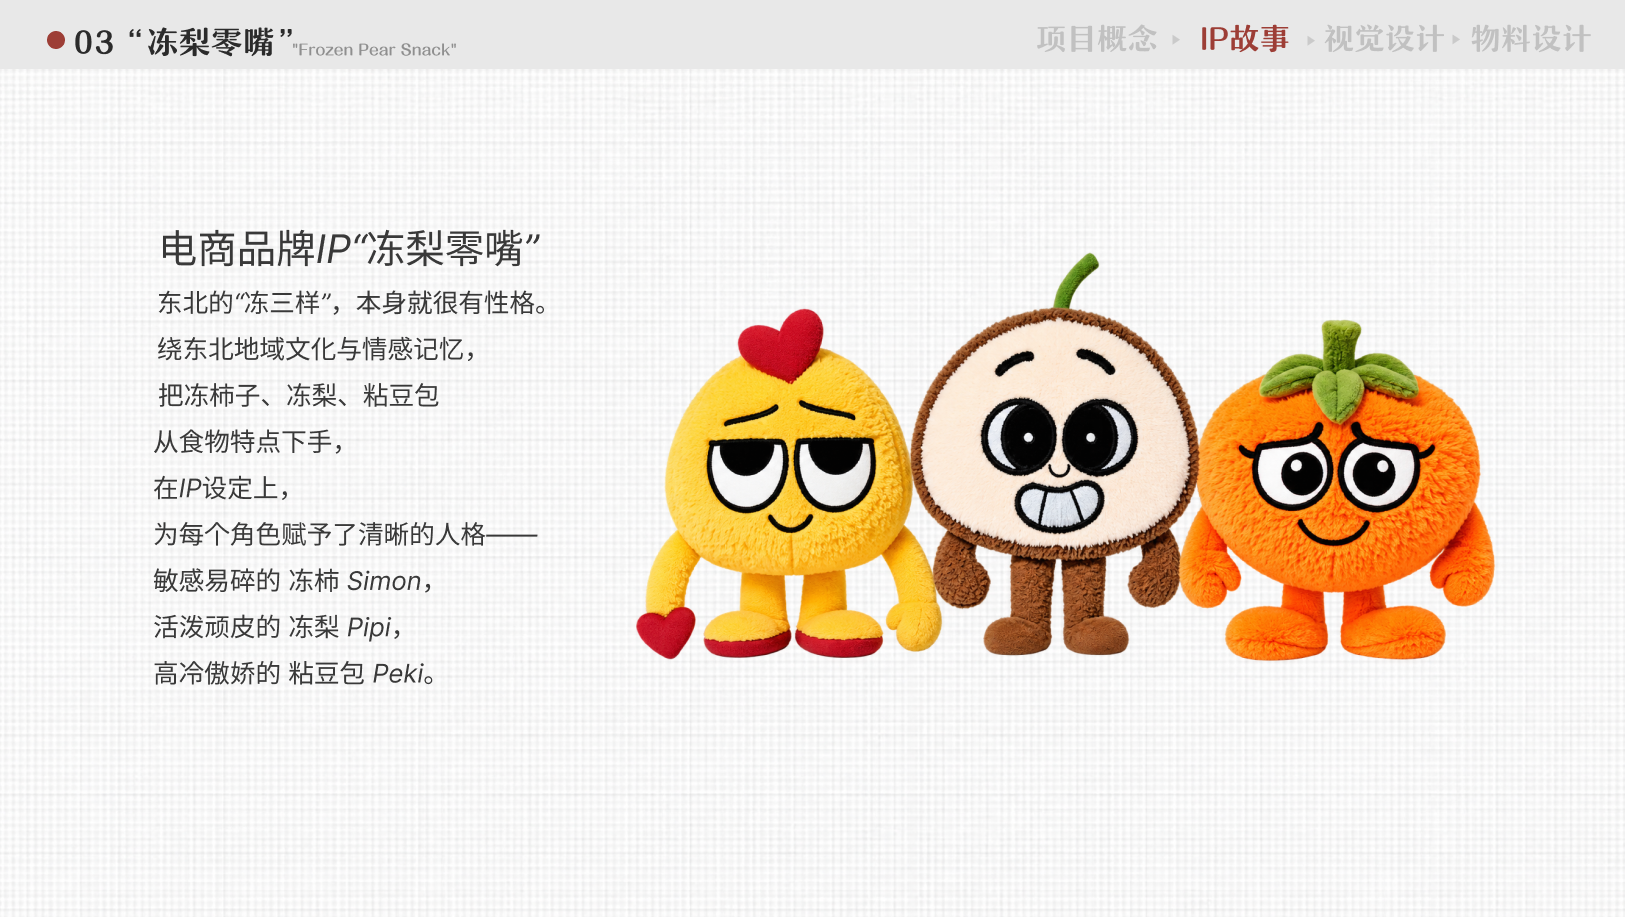 03 “冻梨零嘴” "Frozen Pear Snack"
项目概念 ▸ IP故事 ▸ 视觉设计 ▸ 物料设计
电商品牌IP“冻梨零嘴”
东北的“冻三样”，本身就很有性格。
绕东北地域文化与情感记忆，
把冻柿子、冻梨、粘豆包
从食物特点下手，
在IP设定上，
为每个角色赋予了清晰的人格——
敏感易碎的 冻柿 Simon，
活泼顽皮的 冻梨 Pipi，
高冷傲娇的 粘豆包 Peki。